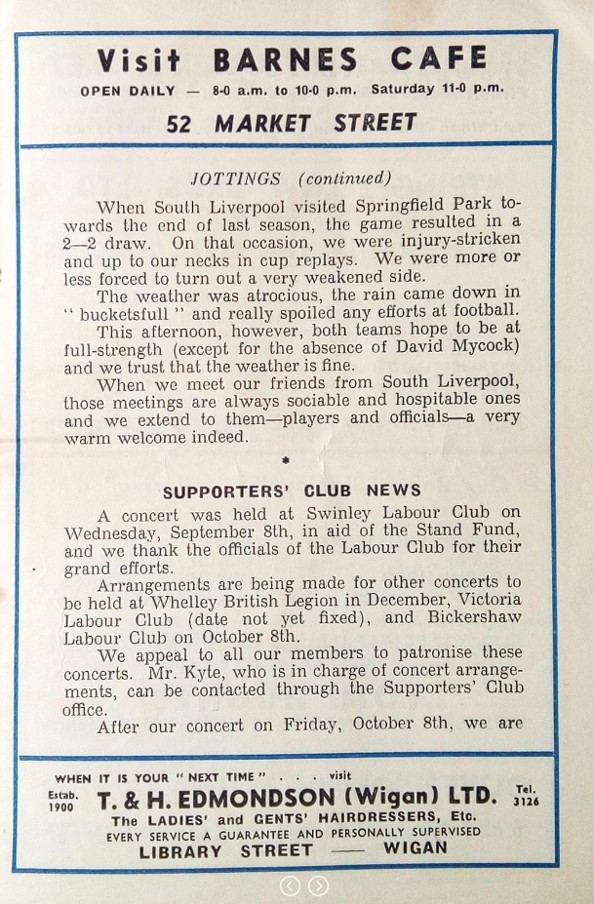 Visit BARNES CAFE
OPEN DAILY — 8-0 a.m. to 10-0 p.m. Saturday 11-0 p.m.
52 MARKET STREET
JOTTINGS (continued)
When South Liverpool visited Springfield Park to-
wards the end of last season, the game resulted in a
2—2 draw. On that occasion, we were injury-stricken
and up to our necks in cup replays. We were more or
less forced to turn out a very weakened side.
The weather was atrocious, the rain came down in
“ bucketsfull ” and really spoiled any efforts at football.
This afternoon, however, both teams hope to be at
full-strength (except for the absence of David Mycock)
and we trust that the weather is fine.
When we meet our friends from South Liverpool,
those meetings are always sociable and hospitable ones
and we extend to them—players and officials—a very
warm welcome indeed.
*
SUPPORTERS’ CLUB NEWS
A concert was held at Swinley Labour Club on
Wednesday, September 8th, in aid of the Stand Fund,
and we thank the officials of the Labour Club for their
grand efforts.
Arrangements are being made for other concerts to
be held at Whelley British Legion in December, Victoria
Labour Club (date not yet fixed), and Bickershaw
Labour Club on October 8th.
We appeal to all our members to patronise these
concerts. Mr. Kyte, who is in charge of concert arrange-
ments, can be contacted through the Supporters’ Club
office.
After our concert on Friday, October 8th, we are
WHEN IT IS YOUR “ NEXT TIME ” . . . visit
Estab. 1900 T. & H. EDMONDSON (Wigan) LTD. Tel. 3126
The LADIES’ and GENTS’ HAIRDRESSERS, Etc.
EVERY SERVICE A GUARANTEE AND PERSONALLY SUPERVISED
LIBRARY STREET — WIGAN